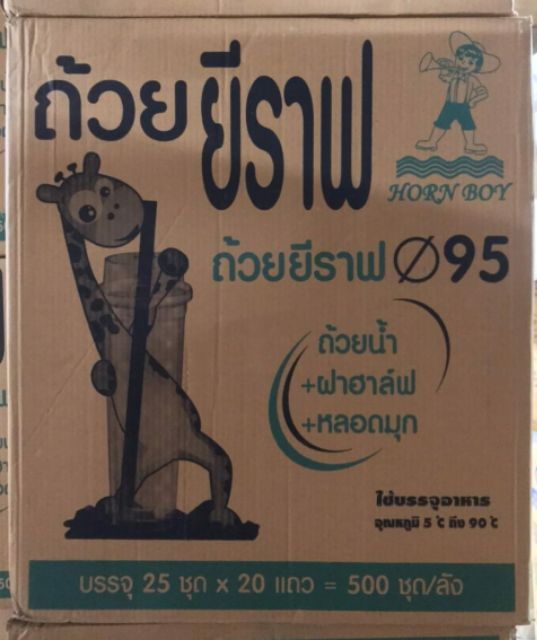 ถ้วยยีราฟ
HORN BOY
ถ้วยยีราฟ Ø95
ถ้วยน้ำ
+ฝาฮาล์ฟ
+หลอดมุก
ใช้บรรจุอาหาร
อุณหภูมิ 5 ํC ถึง 90 ํC
บรรจุ 25 ชุด x 20 แถว = 500 ชุด/ลัง